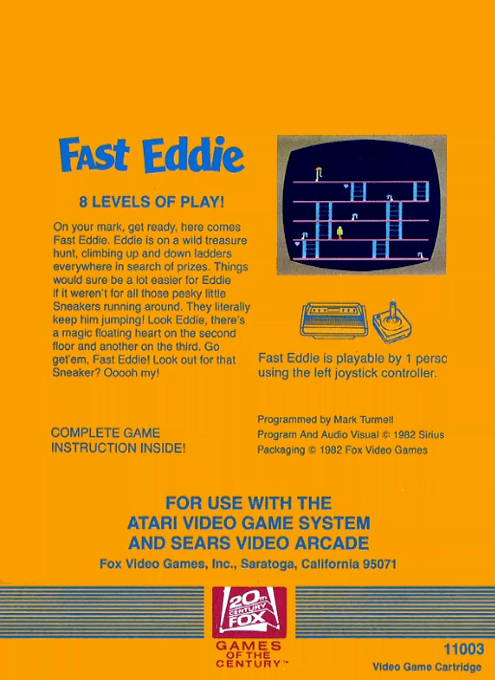 Fast Eddie
8 LEVELS OF PLAY!
On your mark, get ready, here comes
Fast Eddie. Eddie is on a wild treasure
hunt, climbing up and down ladders
everywhere in search of prizes. Things
would sure be a lot easier for Eddie
if it weren't for all those pesky little
Sneakers running around. They literally
keep him jumping! Look Eddie, there's
a magic floating heart on the second
floor and another on the third. Go
get'em, Fast Eddie! Look out for that
Sneaker? Ooooh my!
Fast Eddie is playable by 1 persc
using the left joystick controller.
COMPLETE GAME
INSTRUCTION INSIDE!
Programmed by Mark Turmell
Program And Audio Visual © 1982 Sirius
Packaging © 1982 Fox Video Games
FOR USE WITH THE
ATARI VIDEO GAME SYSTEM
AND SEARS VIDEO ARCADE
Fox Video Games, Inc., Saratoga, California 95071
20th
CENTURY
FOX
GAMES
OF THE
CENTURY™
11003
Video Game Cartridge